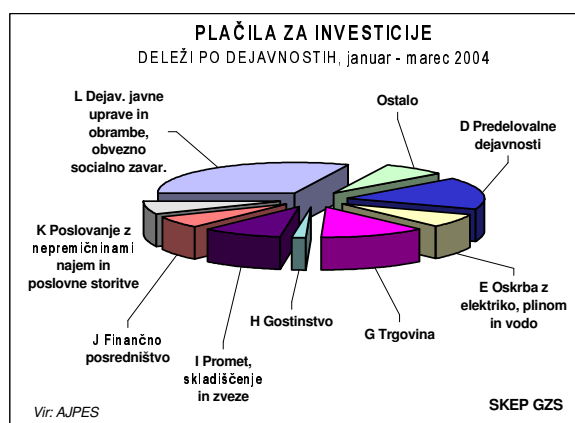 PLAČILA ZA INVESTICIJE
DELEŽI PO DEJAVNOSTIH, januar - marec 2004
L Dejav. javne
uprave in
obrambe,
obvezno
socialno zavar.
Ostalo
D Predelovalne
dejavnosti
K Poslovanje z
nepremičninami
najem in
poslovne storitve
E Oskrba z
elektriko, plinom
in vodo
J Finančno
posredništvo
I Promet,
skladiščenje
in zveze
H Gostinstvo
G Trgovina
Vir: AJPES
SKEP GZS